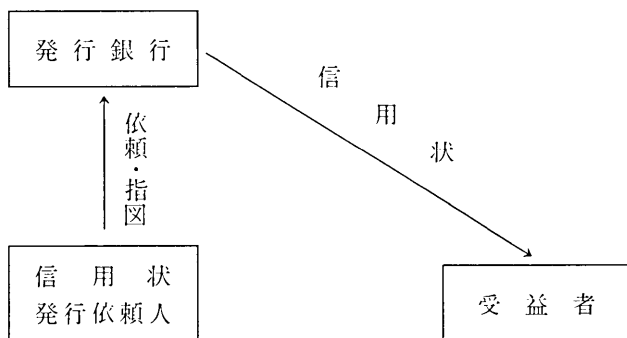 発行銀行
信用状
依頼・指図
信用状
発行依頼人
受益者